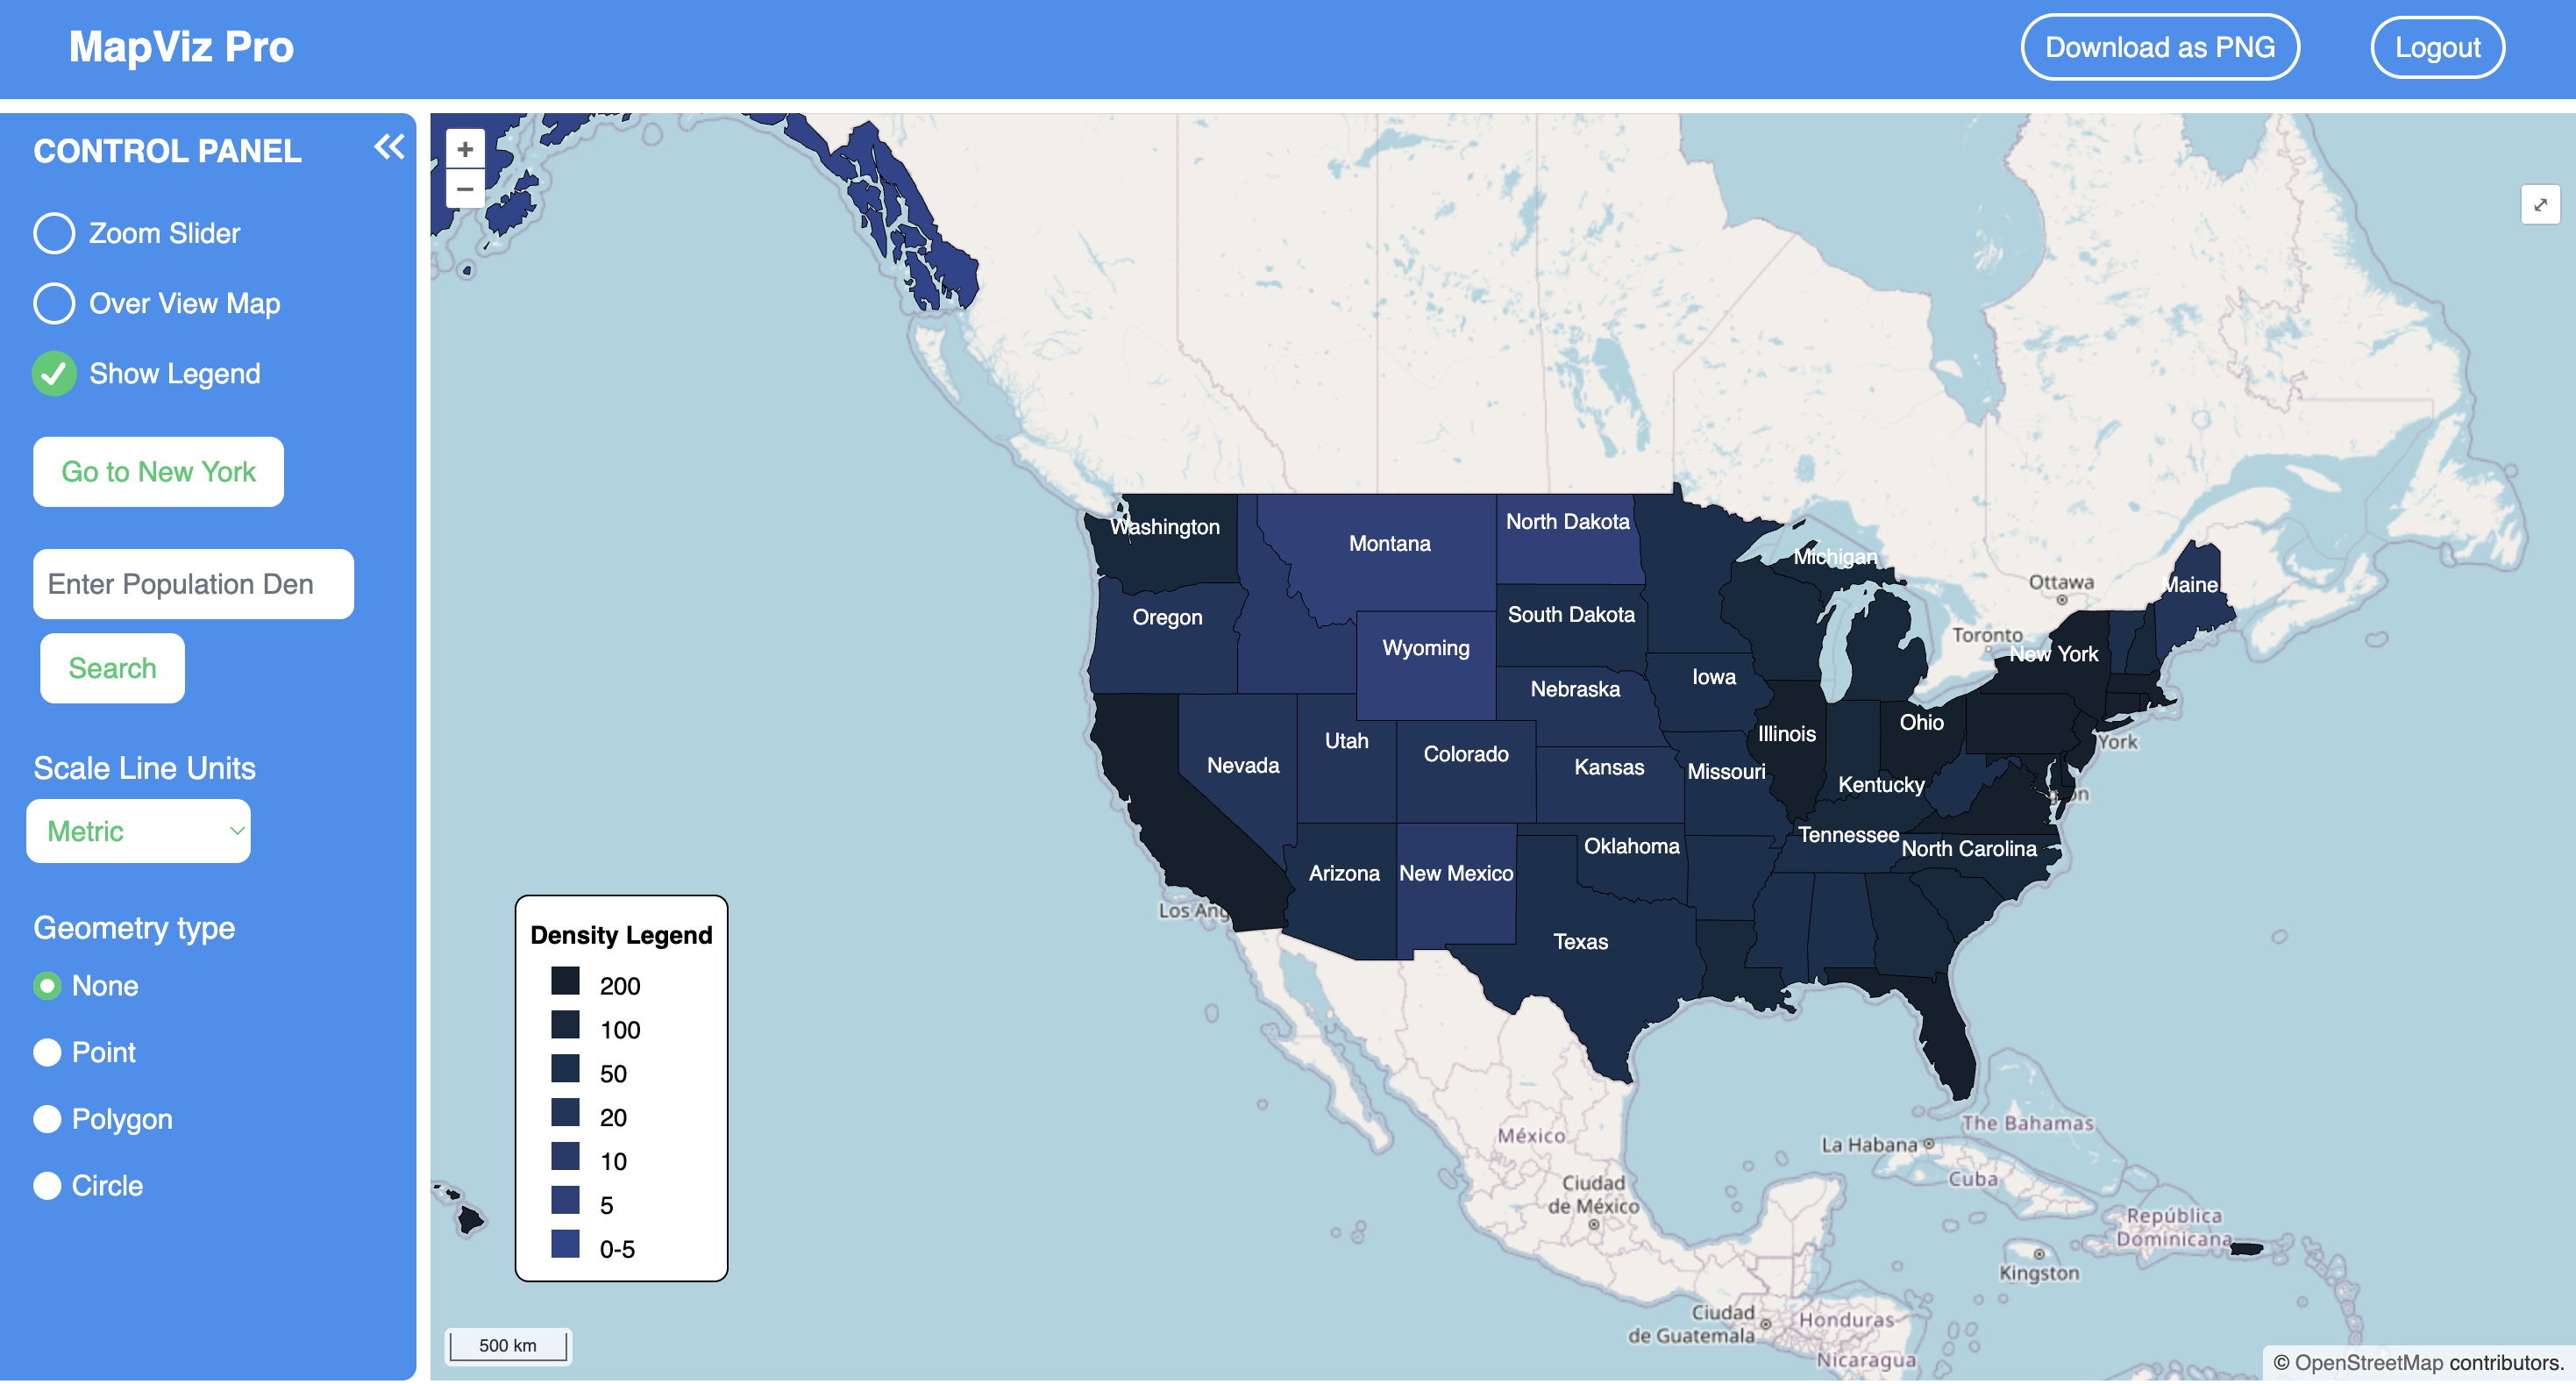 MapViz Pro
Download as PNG
Logout
CONTROL PANEL
Zoom Slider
Over View Map
Show Legend
Go to New York
Enter Population Den
Search
Scale Line Units
Metric
Geometry type
None
Point
Polygon
Circle
+
−
Washington
Montana
North Dakota
Michigan
Ottawa
Maine
Oregon
South Dakota
Toronto
Wyoming
New York
Iowa
Nebraska
Illinois
Ohio
York
Utah
Colorado
Nevada
Kansas
Missouri
Kentucky
Tennessee
Oklahoma
North Carolina
Arizona
New Mexico
Los Ang
Texas
Density Legend
200
100
50
20
10
5
0-5
México
The Bahamas
La Habana
Cuba
Ciudad
de México
República
Dominicana
Kingston
Ciudad
de Guatemala
Honduras
Nicaragua
500 km
© OpenStreetMap contributors.